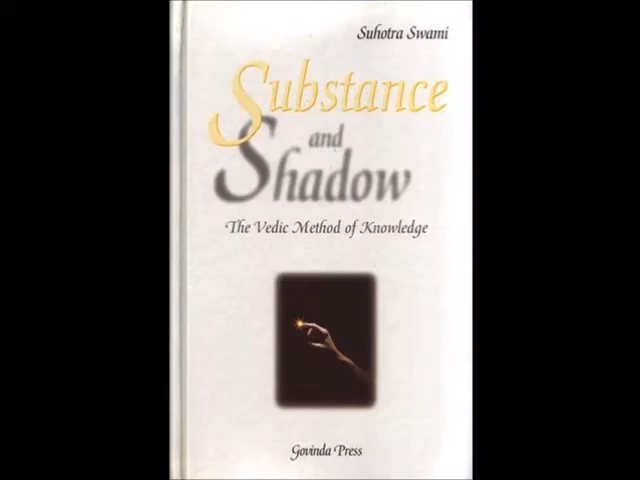 Suhotra Swami
Substance
and
Shadow
The Vedic Method of Knowledge
Govinda Press